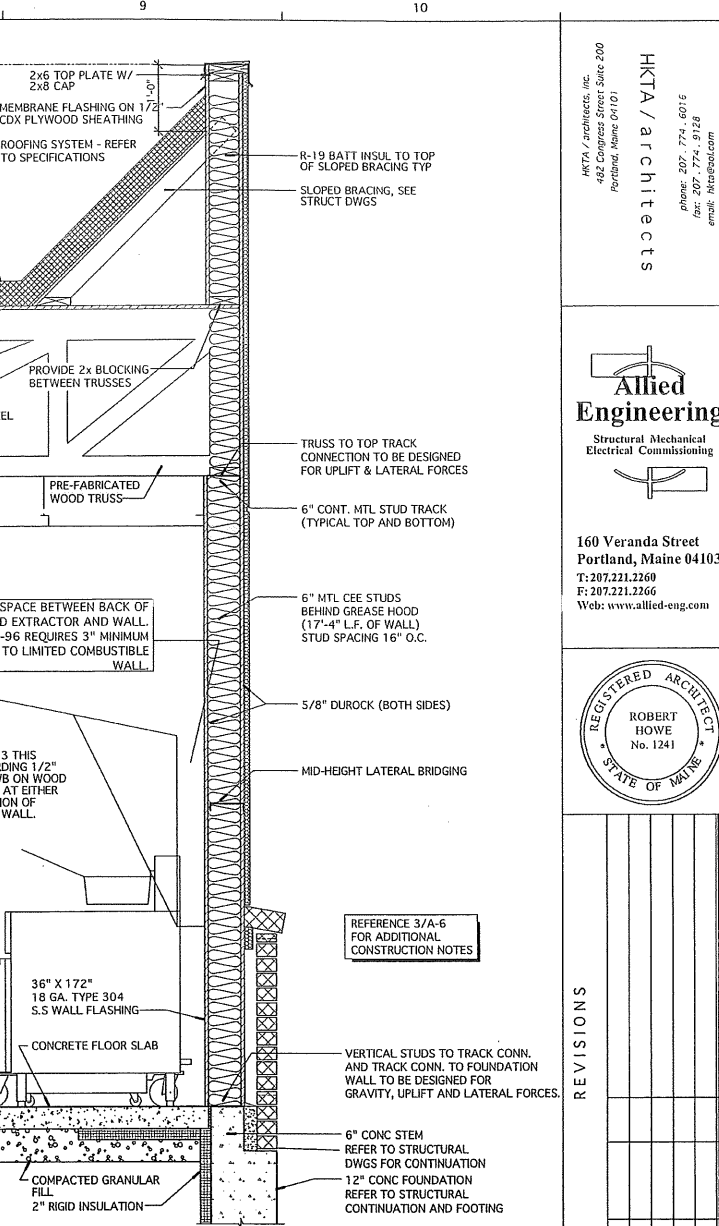 9
10
2x6 TOP PLATE W/
2x8 CAP
1'-0"
MEMBRANE FLASHING ON 1/2"
CDX PLYWOOD SHEATHING
ROOFING SYSTEM - REFER
TO SPECIFICATIONS
R-19 BATT INSUL TO TOP
OF SLOPED BRACING TYP
SLOPED BRACING, SEE
STRUCT DWGS
PROVIDE 2x BLOCKING
BETWEEN TRUSSES
EL
TRUSS TO TOP TRACK
CONNECTION TO BE DESIGNED
FOR UPLIFT & LATERAL FORCES
PRE-FABRICATED
WOOD TRUSS
6" CONT. MTL STUD TRACK
(TYPICAL TOP AND BOTTOM)
SPACE BETWEEN BACK OF
D EXTRACTOR AND WALL.
-96 REQUIRES 3" MINIMUM
TO LIMITED COMBUSTIBLE
WALL.
6" MTL CEE STUDS
BEHIND GREASE HOOD
(17'-4" L.F. OF WALL)
STUD SPACING 16" O.C.
5/8" DUROCK (BOTH SIDES)
3 THIS
RDING 1/2"
WB ON WOOD
AT EITHER
ION OF
WALL.
MID-HEIGHT LATERAL BRIDGING
REFERENCE 3/A-6
FOR ADDITIONAL
CONSTRUCTION NOTES
36" X 172"
18 GA. TYPE 304
S.S WALL FLASHING
CONCRETE FLOOR SLAB
VERTICAL STUDS TO TRACK CONN.
AND TRACK CONN. TO FOUNDATION
WALL TO BE DESIGNED FOR
GRAVITY, UPLIFT AND LATERAL FORCES.
6" CONC STEM
REFER TO STRUCTURAL
DWGS FOR CONTINUATION
COMPACTED GRANULAR
FILL
2" RIGID INSULATION
12" CONC FOUNDATION
REFER TO STRUCTURAL
CONTINUATION AND FOOTING
HKTA / architects, inc.
482 Congress Street Suite 200
Portland, Maine 04101
HKTA / architects
phone: 207 . 774 . 6016
fax: 207 . 774 . 9128
email: hkta@aol.com
Allied
Engineering
Structural Mechanical
Electrical Commissioning
160 Veranda Street
Portland, Maine 04103
T: 207.221.2260
F: 207.221.2266
Web: www.allied-eng.com
REGISTERED ARCHITECT
ROBERT
HOWE
No. 1241
* STATE OF MAINE *
REVISIONS